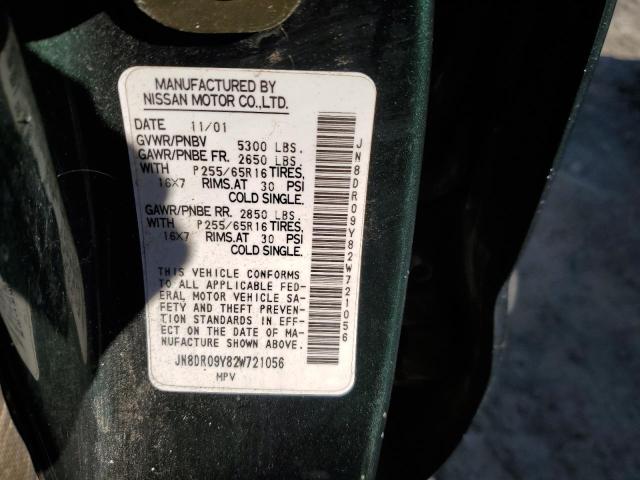 MANUFACTURED BY
NISSAN MOTOR CO.,LTD.
DATE 11/01
GVWR/PNBV 5300 LBS.
GAWR/PNBE FR. 2650 LBS.
WITH P255/65R16 TIRES,
16X7 RIMS.AT 30 PSI
COLD SINGLE.
GAWR/PNBE RR. 2850 LBS.
WITH P255/65R16 TIRES,
16X7 RIMS.AT 30 PSI
COLD SINGLE.
THIS VEHICLE CONFORMS
TO ALL APPLICABLE FED-
ERAL MOTOR VEHICLE SA-
FETY AND THEFT PREVEN-
TION STANDARDS IN EFF-
ECT ON THE DATE OF MA-
NUFACTURE SHOWN ABOVE.
JN8DR09Y82W721056
MPV
JN8DR09Y82W721056